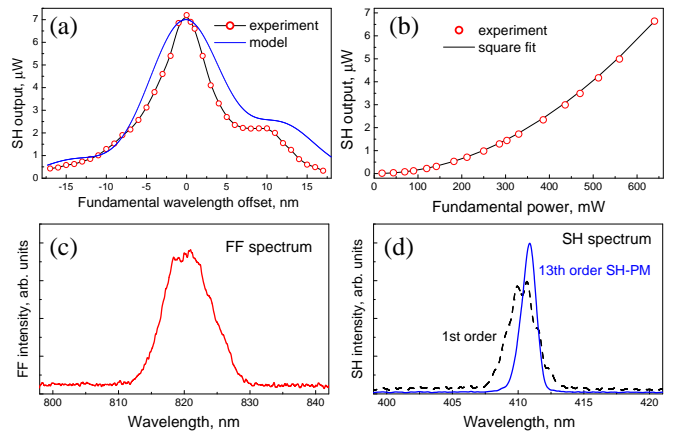 (a)
experiment
model
SH output, µW
7
6
5
4
3
2
1
0
-15
-10
-5
0
5
10
15
Fundamental wavelength offset, nm
(b)
experiment
square fit
SH output, µW
7
6
5
4
3
2
1
0
0
100
200
300
400
500
600
Fundamental power, mW
(c)
FF spectrum
FF intensity, arb. units
800
810
820
830
840
Wavelength, nm
(d)
SH spectrum
13th order SH-PM
1st order
SH intensity, arb. units
400
405
410
415
420
Wavelength, nm